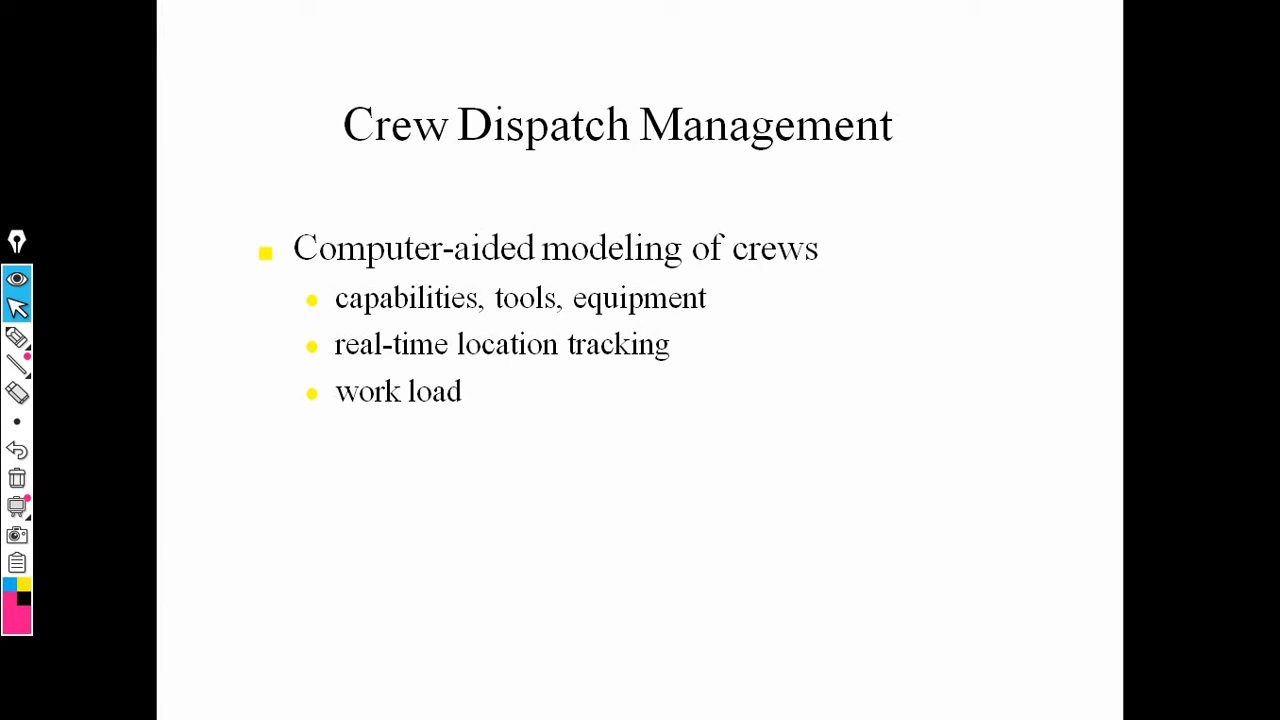 Crew Dispatch Management
Computer-aided modeling of crews
capabilities, tools, equipment
real-time location tracking
work load